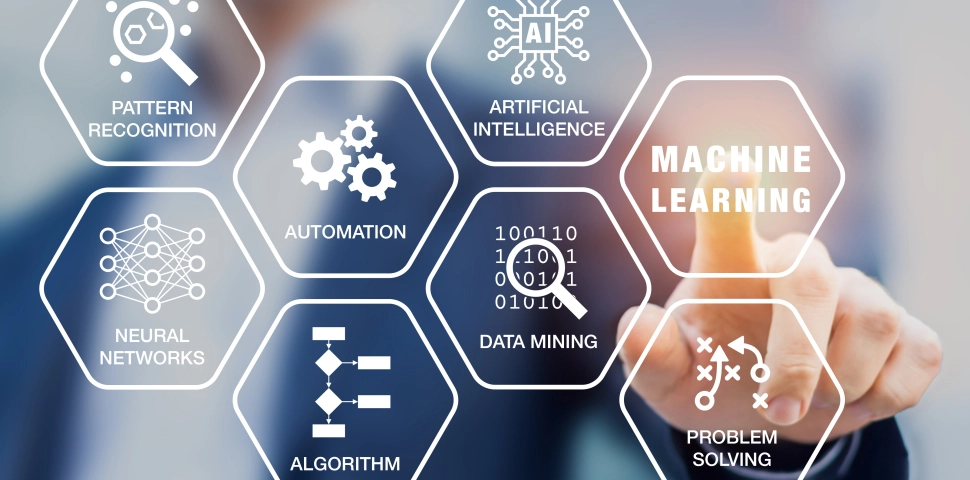 PATTERN
RECOGNITION
AI
ARTIFICIAL
INTELLIGENCE
AUTOMATION
MACHINE
LEARNING
NEURAL
NETWORKS
100110
DATA MINING
ALGORITHM
PROBLEM
SOLVING